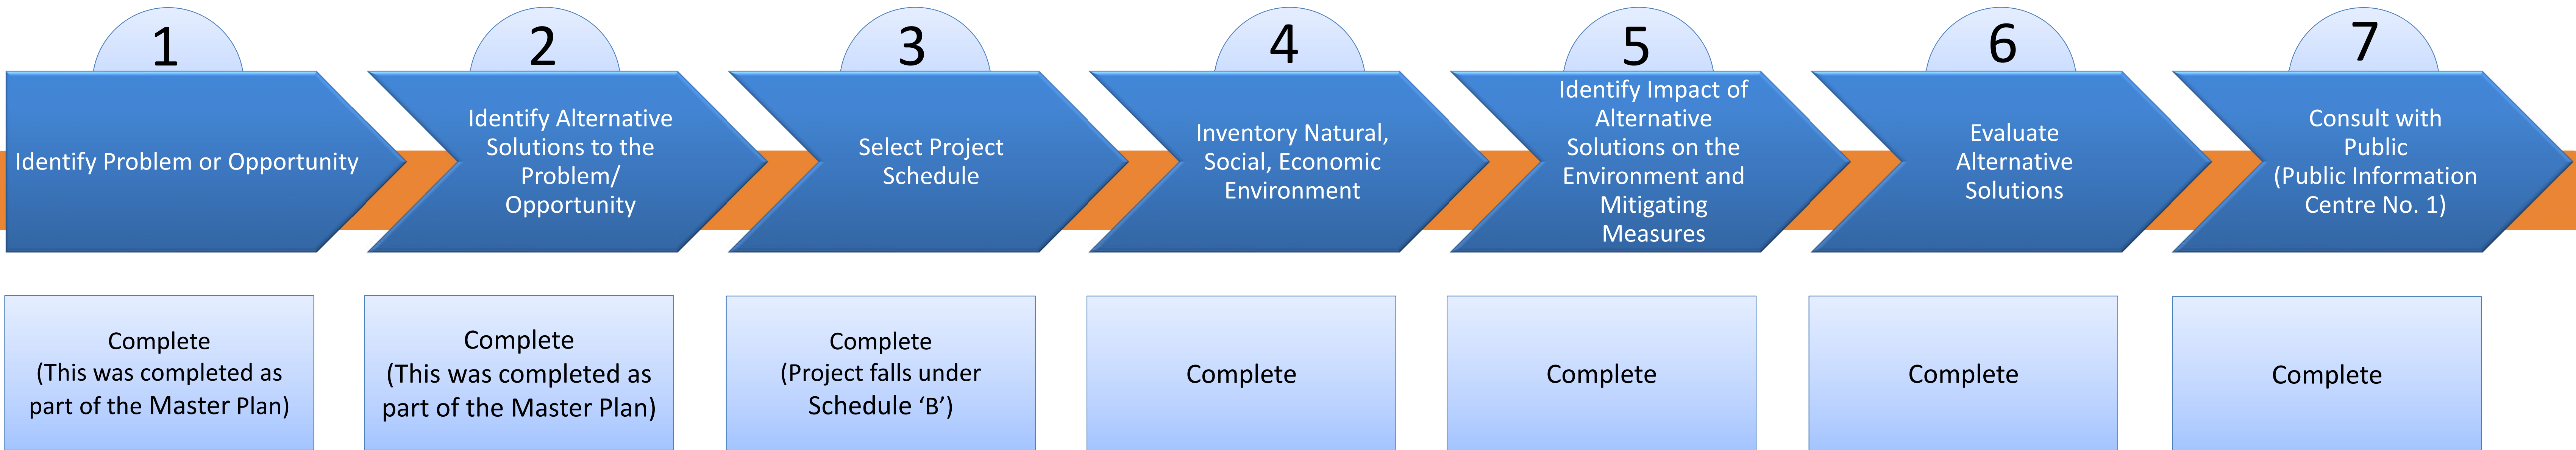 1
Identify Problem or Opportunity
Complete
(This was completed as
part of the Master Plan)
2
Identify Alternative
Solutions to the
Problem/
Opportunity
Complete
(This was completed as
part of the Master Plan)
3
Select Project
Schedule
Complete
(Project falls under
Schedule ‘B’)
4
Inventory Natural,
Social, Economic
Environment
Complete
5
Identify Impact of
Alternative
Solutions on the
Environment and
Mitigating
Measures
Complete
6
Evaluate
Alternative
Solutions
Complete
7
Consult with
Public
(Public Information
Centre No. 1)
Complete